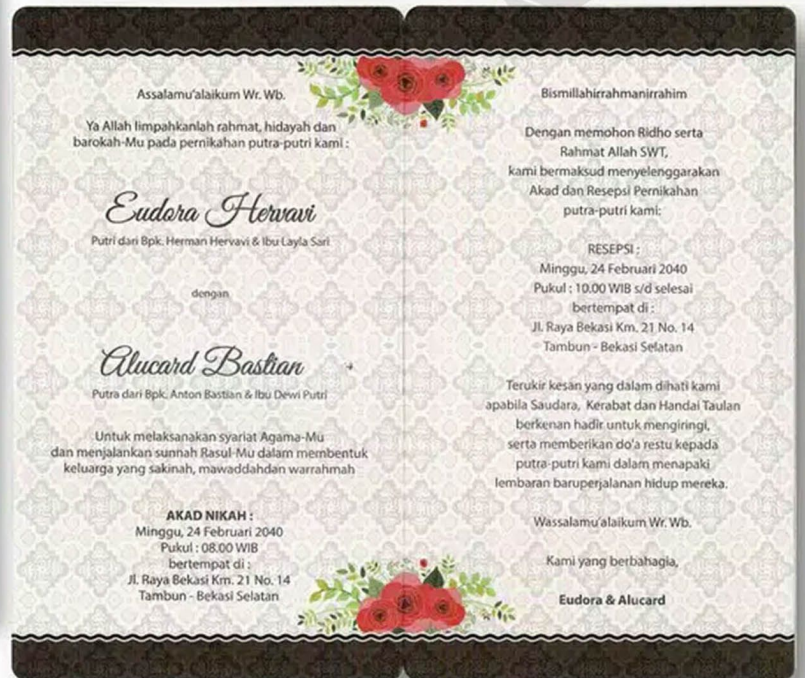 Assalamu'alaikum Wr. Wb.
Ya Allah limpahkanlah rahmat, hidayah dan
barokah-Mu pada pernikahan putra-putri kami :
Eudora Hervavi
Putri dari Bpk. Herman Hervavi & Ibu Layla Sari
dengan
Alucard Bastian
Putra dari Bpk. Anton Bastian & Ibu Dewi Putri
Untuk melaksanakan syariat Agama-Mu
dan menjalankan sunnah Rasul-Mu dalam membentuk
keluarga yang sakinah, mawaddahdan warrahmah
AKAD NIKAH :
Minggu, 24 Februari 2040
Pukul : 08.00 WIB
bertempat di :
Jl. Raya Bekasi Km. 21 No. 14
Tambun - Bekasi Selatan
Bismillahirrahmanirrahim
Dengan memohon Ridho serta
Rahmat Allah SWT,
kami bermaksud menyelenggarakan
Akad dan Resepsi Pernikahan
putra-putri kami:
RESEPSI :
Minggu, 24 Februari 2040
Pukul : 10.00 WIB s/d selesai
bertempat di :
Jl. Raya Bekasi Km. 21 No. 14
Tambun - Bekasi Selatan
Terukir kesan yang dalam dihati kami
apabila Saudara, Kerabat dan Handai Taulan
berkenan hadir untuk mengiringi,
serta memberikan do'a restu kepada
putra-putri kami dalam menapaki
lembaran baruperjalanan hidup mereka.
Wassalamu'alaikum Wr. Wb.
Kami yang berbahagia,
Eudora & Alucard